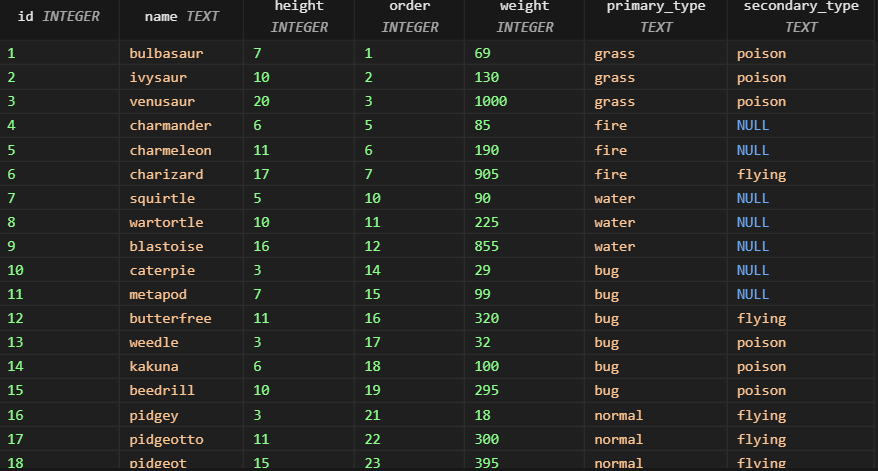 id INTEGER name TEXT height INTEGER order INTEGER weight INTEGER primary_type TEXT secondary_type TEXT
1 bulbasaur 7 1 69 grass poison
2 ivysaur 10 2 130 grass poison
3 venusaur 20 3 1000 grass poison
4 charmander 6 5 85 fire NULL
5 charmeleon 11 6 190 fire NULL
6 charizard 17 7 905 fire flying
7 squirtle 5 10 90 water NULL
8 wartortle 10 11 225 water NULL
9 blastoise 16 12 855 water NULL
10 caterpie 3 14 29 bug NULL
11 metapod 7 15 99 bug NULL
12 butterfree 11 16 320 bug flying
13 weedle 3 17 32 bug poison
14 kakuna 6 18 100 bug poison
15 beedrill 10 19 295 bug poison
16 pidgey 3 21 18 normal flying
17 pidgeotto 11 22 300 normal flying
18 pidgeot 15 23 395 normal flying